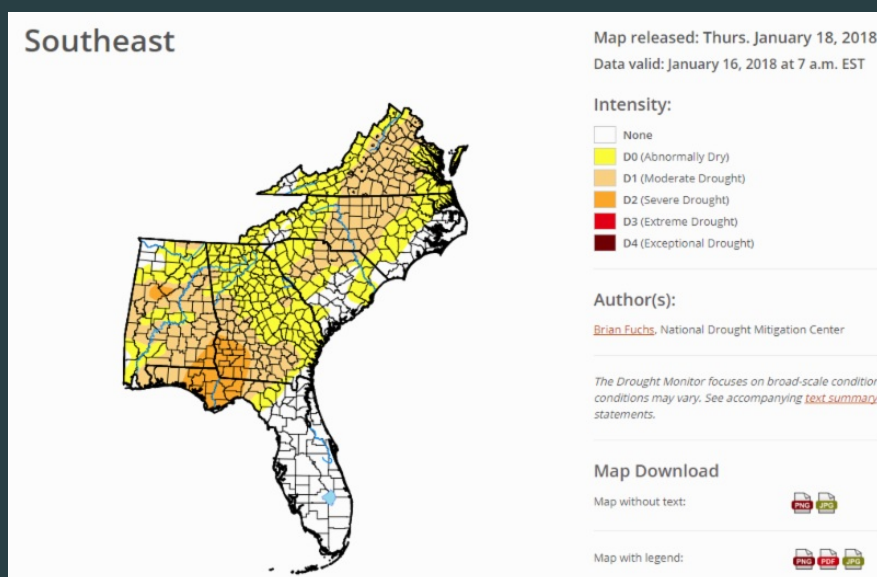 Southeast
Map released: Thurs. January 18, 2018
Data valid: January 16, 2018 at 7 a.m. EST
Intensity:
None
D0 (Abnormally Dry)
D1 (Moderate Drought)
D2 (Severe Drought)
D3 (Extreme Drought)
D4 (Exceptional Drought)
Author(s):
Brian Fuchs, National Drought Mitigation Center
The Drought Monitor focuses on broad-scale condition
conditions may vary. See accompanying text summary
statements.
Map Download
Map without text:
PNG JPG
Map with legend:
PNG PDF JPG